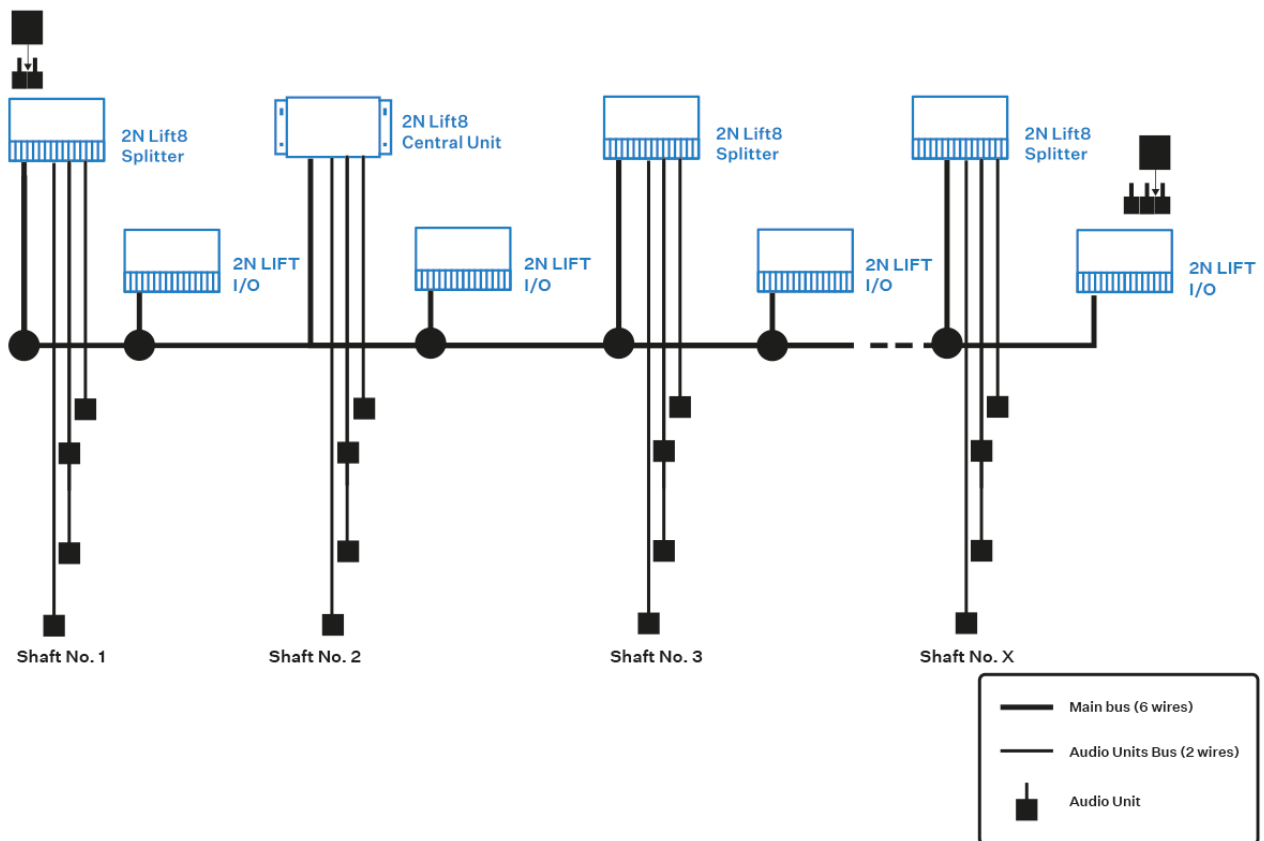 2N Lift8
Splitter
2N Lift8
Central Unit
2N Lift8
Splitter
2N Lift8
Splitter
2N LIFT
I/O
2N LIFT
I/O
2N LIFT
I/O
2N LIFT
I/O
Shaft No. 1
Shaft No. 2
Shaft No. 3
Shaft No. X
Main bus (6 wires)
Audio Units Bus (2 wires)
Audio Unit